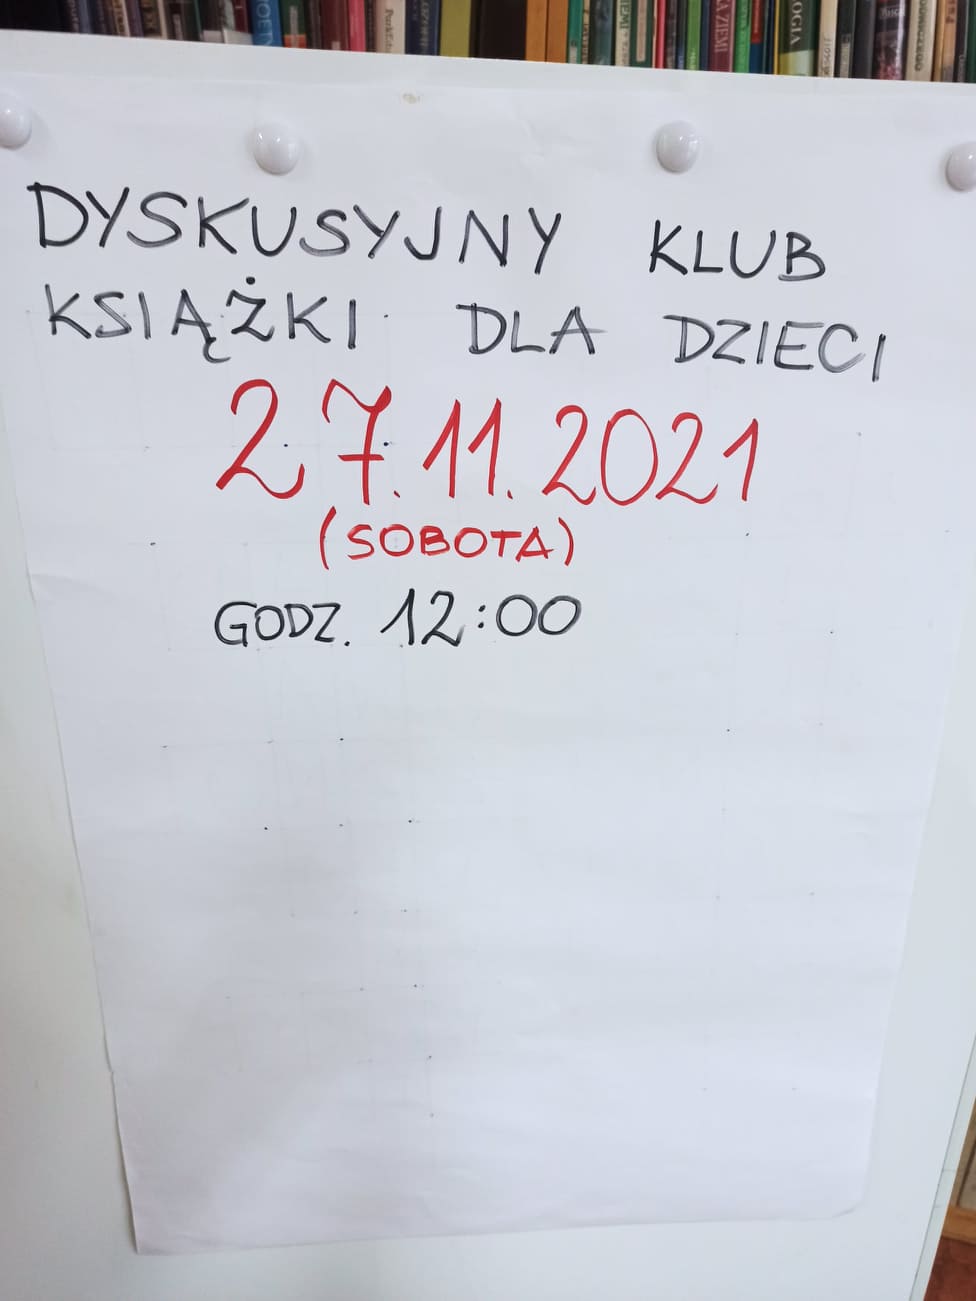 DYSKUSYJNY KLUB
KSIĄŻKI DLA DZIECI
27.11.2021
(SOBOTA)
GODZ. 12:00